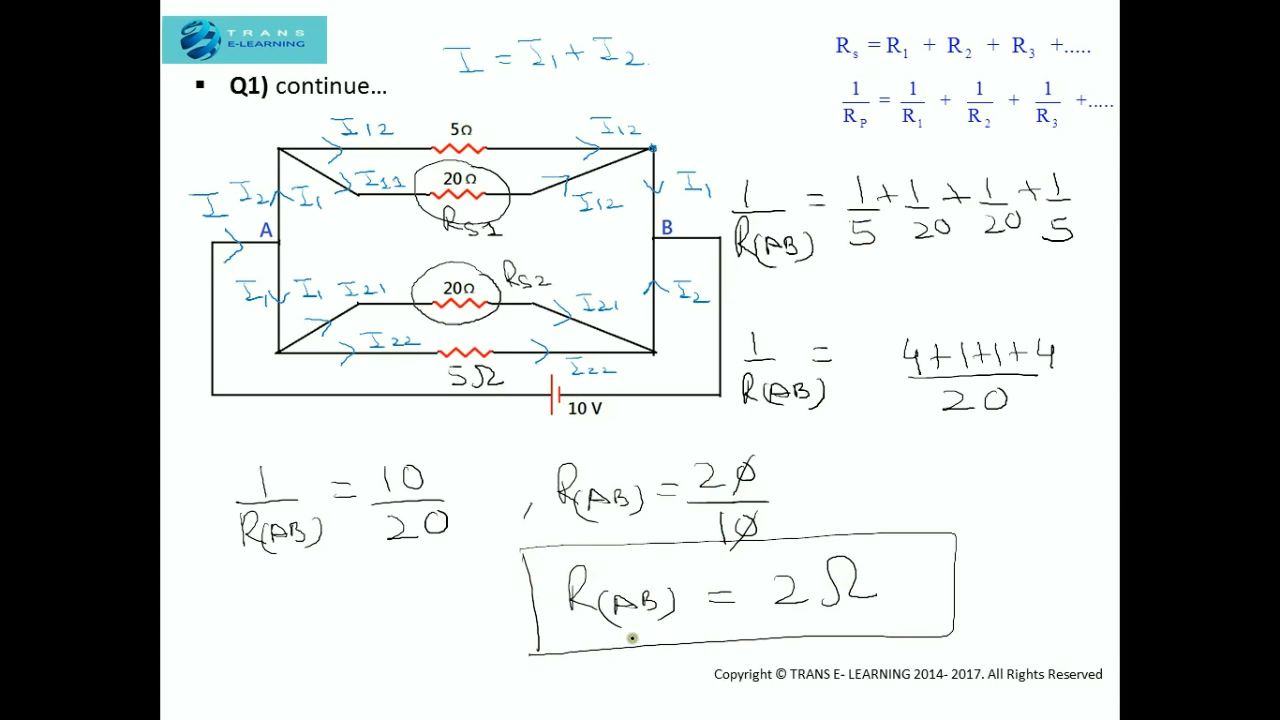 TRANS
E-LEARNING
I = I1 + I2
Rs = R1 + R2 + R3 +.....
▪ Q1) continue…
1/RP = 1/R1 + 1/R2 + 1/R3 +.....
I12 5Ω I12
I I2 I1 I11 20Ω I12 I1
RS1
1/R(AB) = 1/5 + 1/20 + 1/20 + 1/5
A B
I1 I1 I21 20Ω RS2 I21 I2
I22 5Ω I22
1/R(AB) = 4+1+1+4/20
10 V
1/R(AB) = 10/20 , R(AB) = 20/10
R(AB) = 2Ω
Copyright © TRANS E- LEARNING 2014- 2017. All Rights Reserved